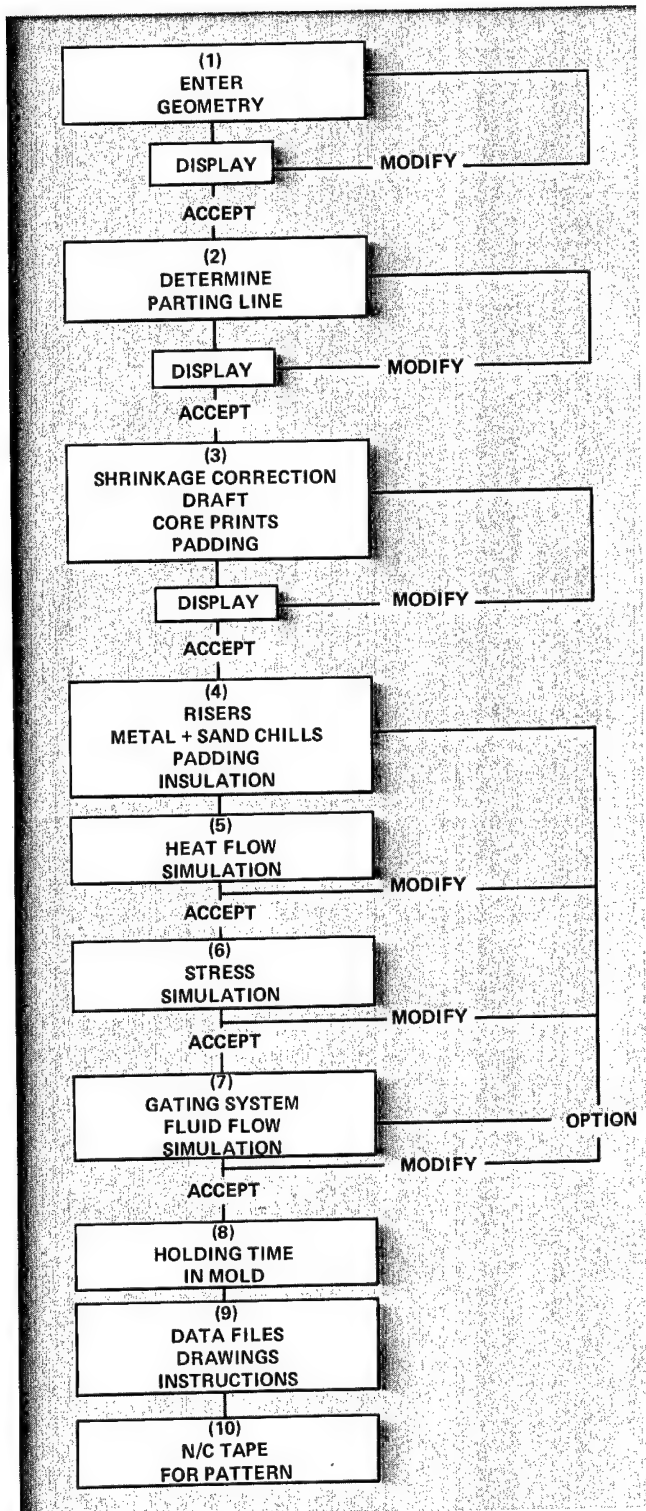 (1)
ENTER
GEOMETRY
DISPLAY
MODIFY
ACCEPT
(2)
DETERMINE
PARTING LINE
DISPLAY
MODIFY
ACCEPT
(3)
SHRINKAGE CORRECTION
DRAFT
CORE PRINTS
PADDING
DISPLAY
MODIFY
ACCEPT
(4)
RISERS
METAL + SAND CHILLS
PADDING
INSULATION
(5)
HEAT FLOW
SIMULATION
MODIFY
ACCEPT
(6)
STRESS
SIMULATION
MODIFY
ACCEPT
(7)
GATING SYSTEM
FLUID FLOW
SIMULATION
OPTION
MODIFY
ACCEPT
(8)
HOLDING TIME
IN MOLD
(9)
DATA FILES
DRAWINGS
INSTRUCTIONS
(10)
N/C TAPE
FOR PATTERN